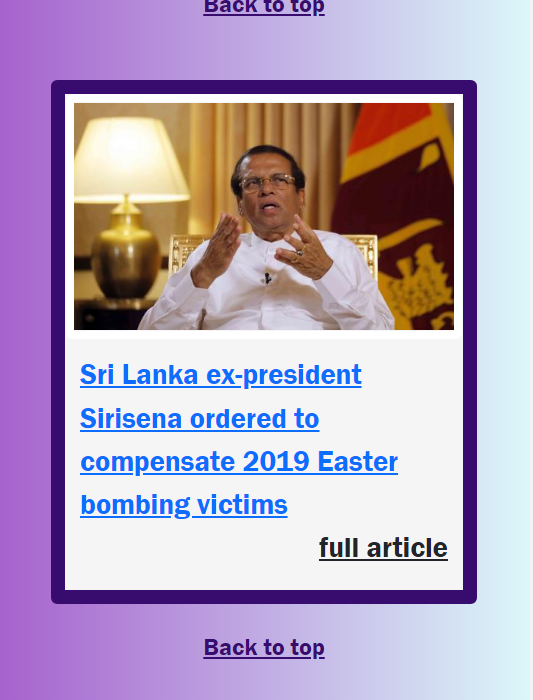 Back to top
Sri Lanka ex-president
Sirisena ordered to
compensate 2019 Easter
bombing victims
full article
Back to top